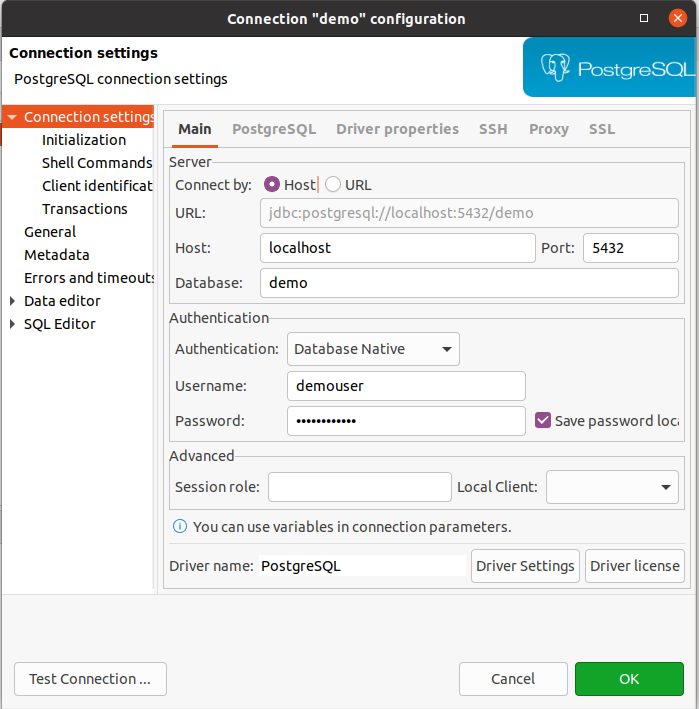 Connection "demo" configuration
Connection settings
PostgreSQL connection settings
PostgreSQL
Connection settings
Initialization
Shell Commands
Client identificat
Transactions
General
Metadata
Errors and timeouts
Data editor
SQL Editor
Main PostgreSQL Driver properties SSH Proxy SSL
Server
Connect by: Host URL
URL: jdbc:postgresql://localhost:5432/demo
Host: localhost Port: 5432
Database: demo
Authentication
Authentication: Database Native
Username: demouser
Password: ••••••••••••
Save password loca
Advanced
Session role: Local Client:
You can use variables in connection parameters.
Driver name: PostgreSQL Driver Settings Driver license
Test Connection ... Cancel OK